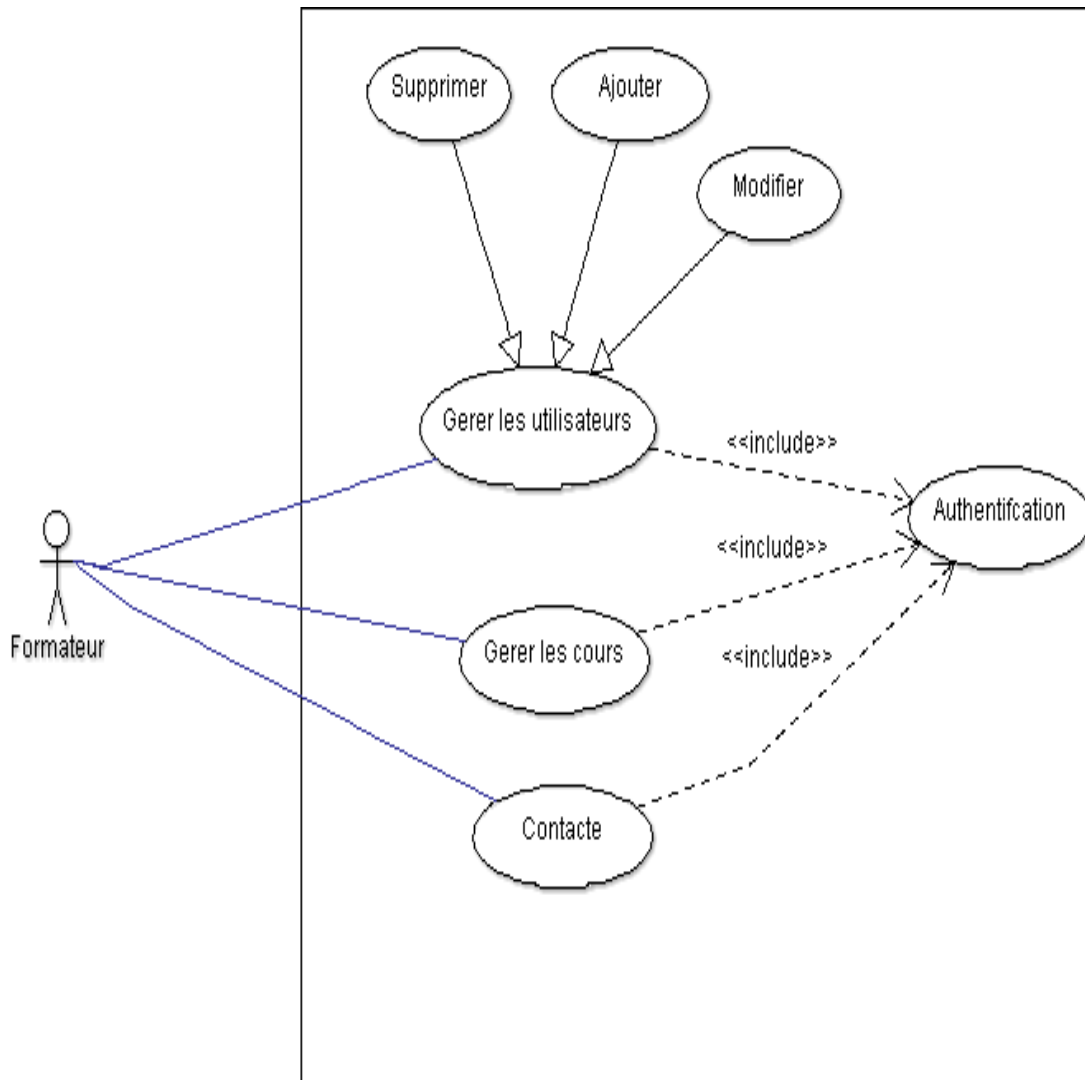 Supprimer
Ajouter
Modifier
Gerer les utilisateurs
<<include>>
Authentifcation
<<include>>
Formateur
Gerer les cours
<<include>>
Contacte